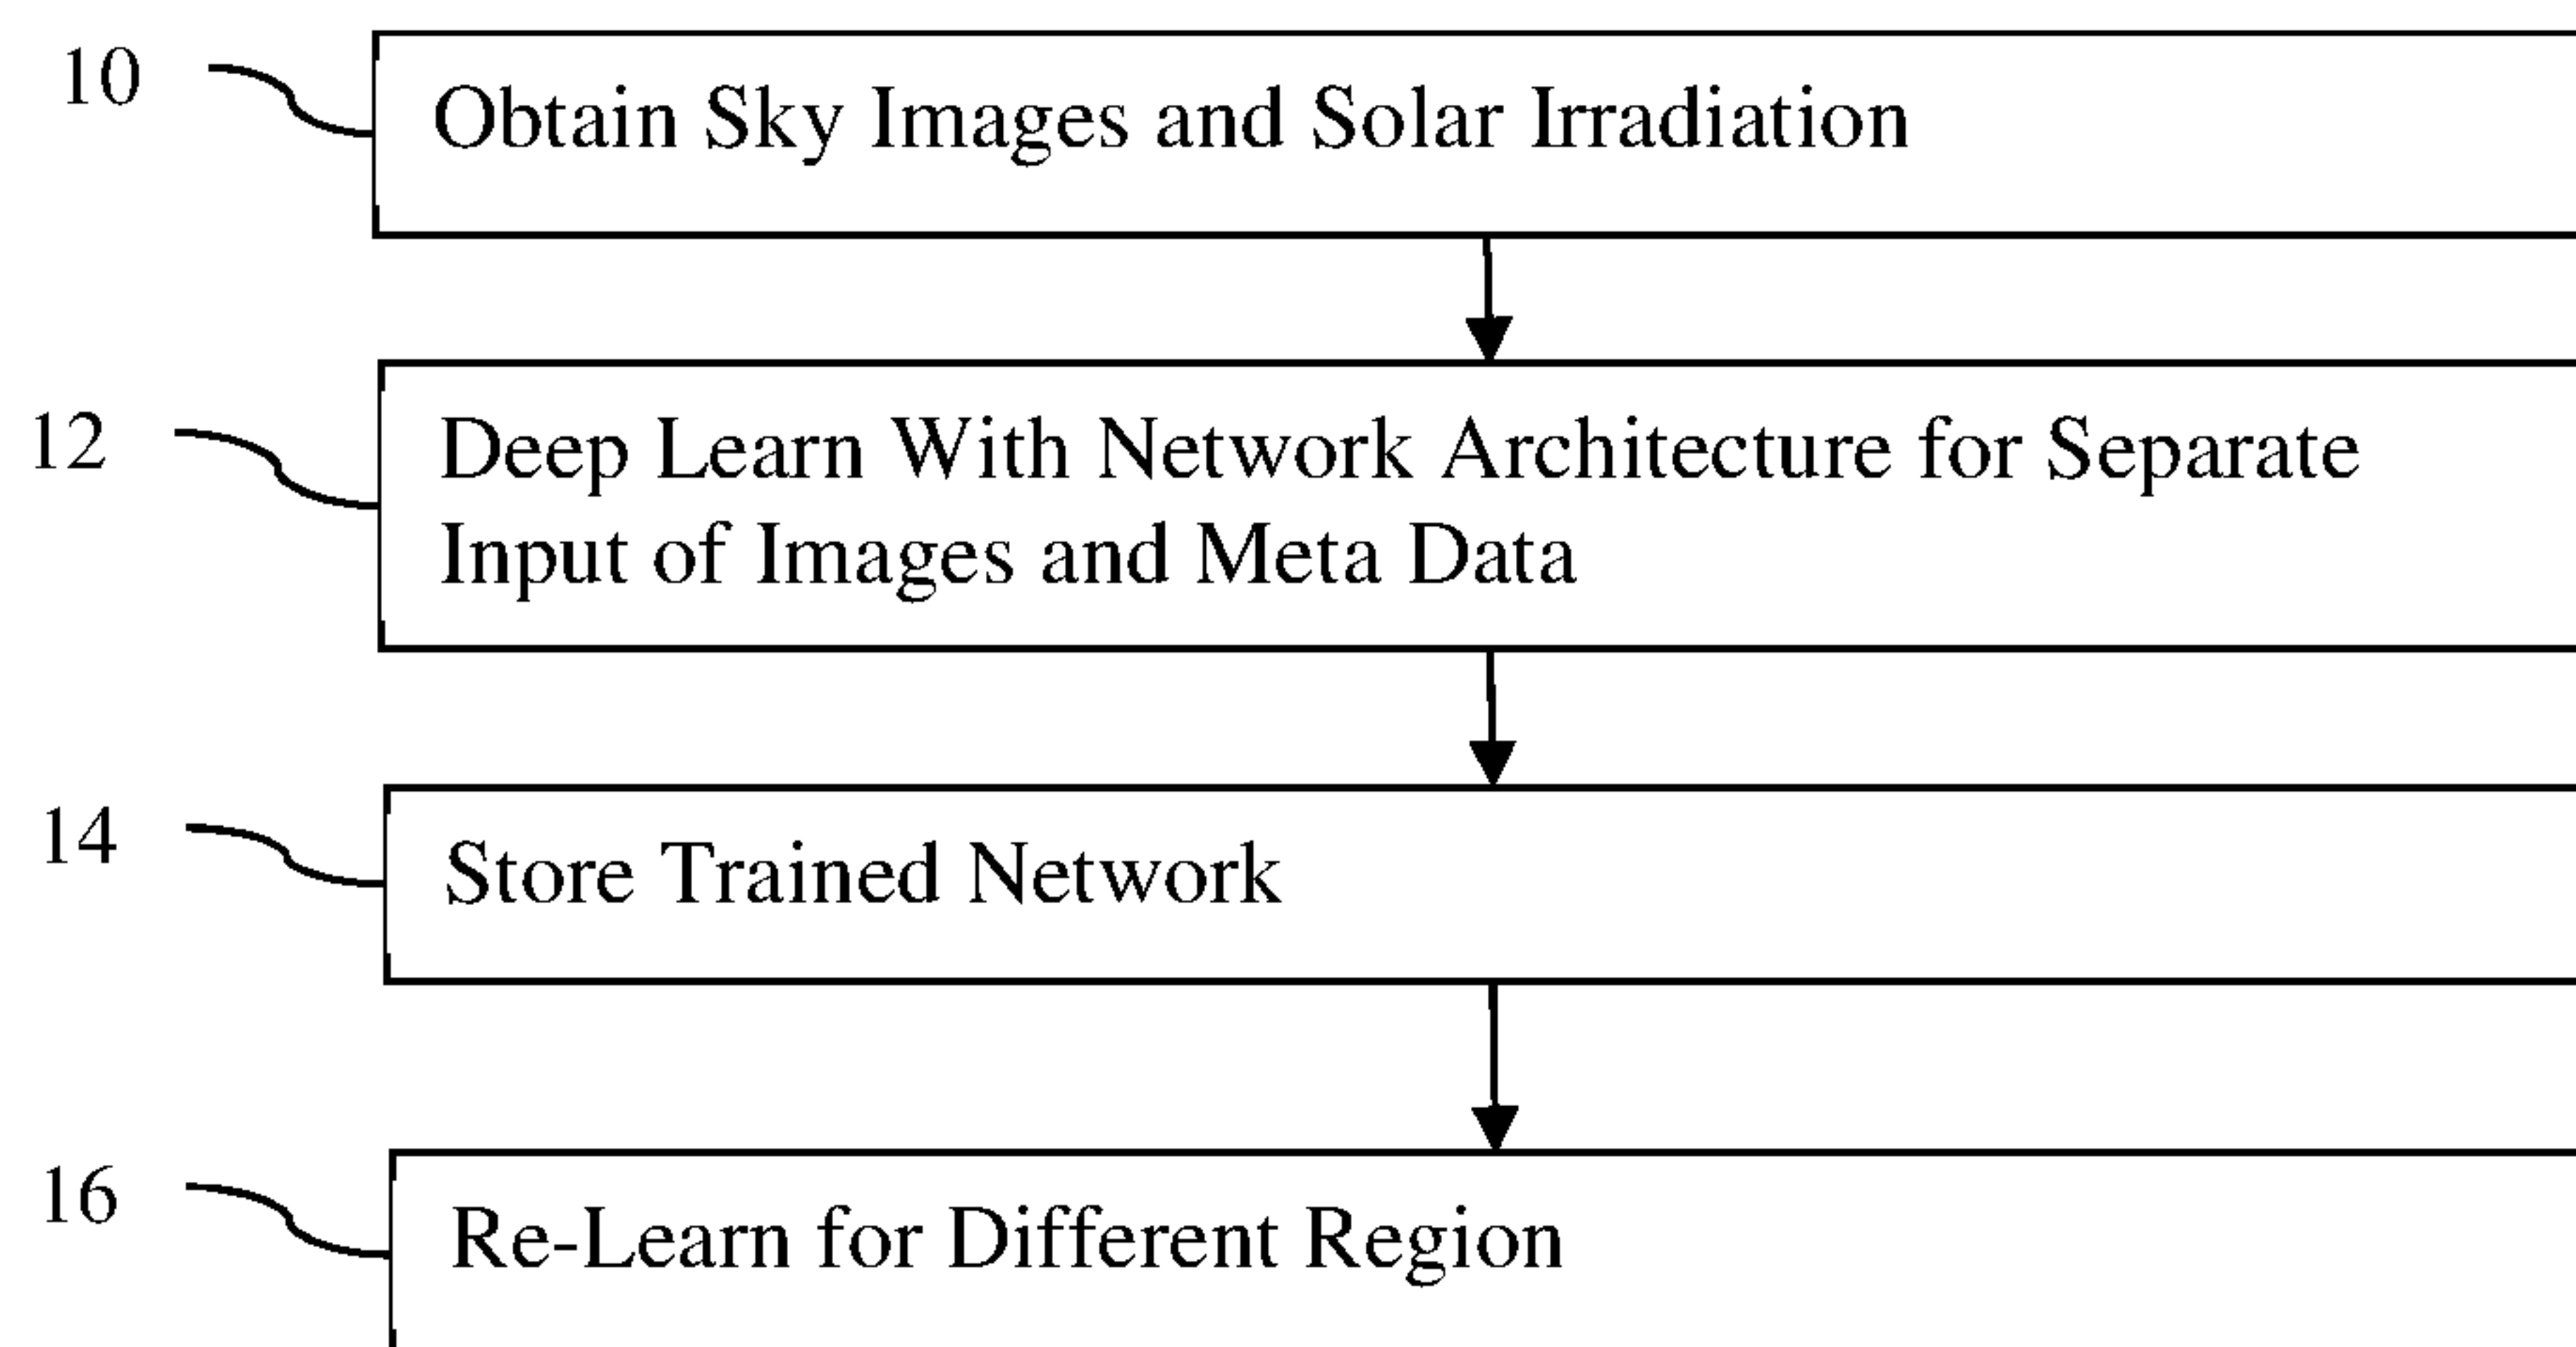 10
Obtain Sky Images and Solar Irradiation
12
Deep Learn With Network Architecture for Separate
Input of Images and Meta Data
14
Store Trained Network
16
Re-Learn for Different Region